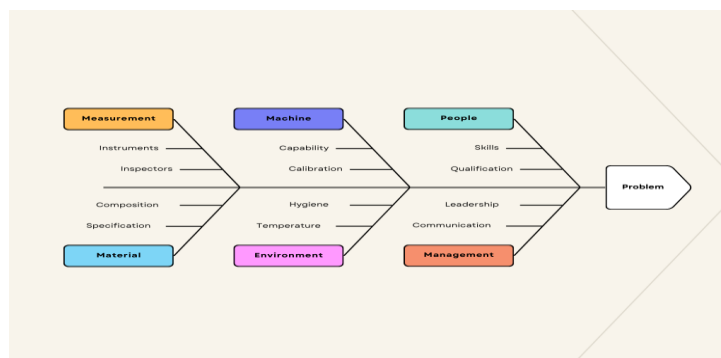 Measurement
Machine
People
Instruments
Capability
Skills
Inspectors
Calibration
Qualification
Problem
Composition
Hygiene
Leadership
Specification
Temperature
Communication
Material
Environment
Management